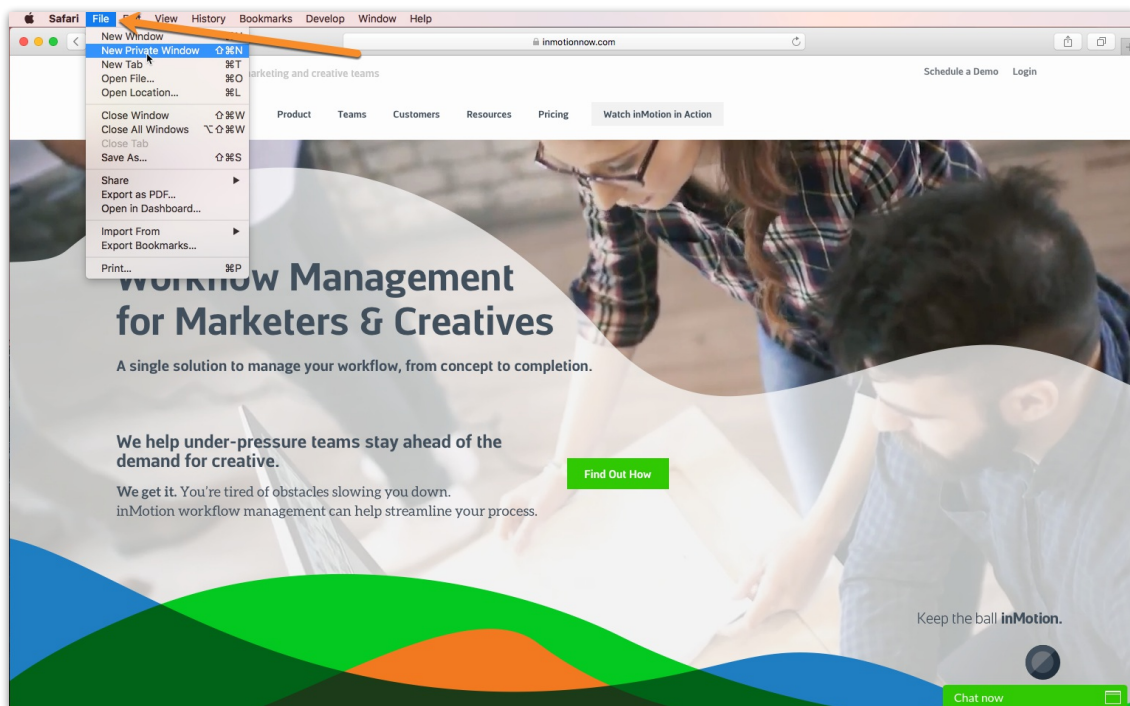 Safari File View History Bookmarks Develop Window Help
inmotionnow.com
New Window
New Private Window ⇧⌘N
New Tab ⌘T
Open File... ⌘O
Open Location... ⌘L
Close Window ⇧⌘W
Close All Windows ⌥⇧⌘W
Close Tab
Save As... ⇧⌘S
Share
Export as PDF...
Open in Dashboard...
Import From
Export Bookmarks...
Print... ⌘P
marketing and creative teams
Schedule a Demo Login
Product Teams Customers Resources Pricing Watch inMotion in Action
Workflow Management
for Marketers & Creatives
A single solution to manage your workflow, from concept to completion.
We help under-pressure teams stay ahead of the
demand for creative.
Find Out How
We get it. You're tired of obstacles slowing you down.
inMotion workflow management can help streamline your process.
Keep the ball inMotion.
Chat now